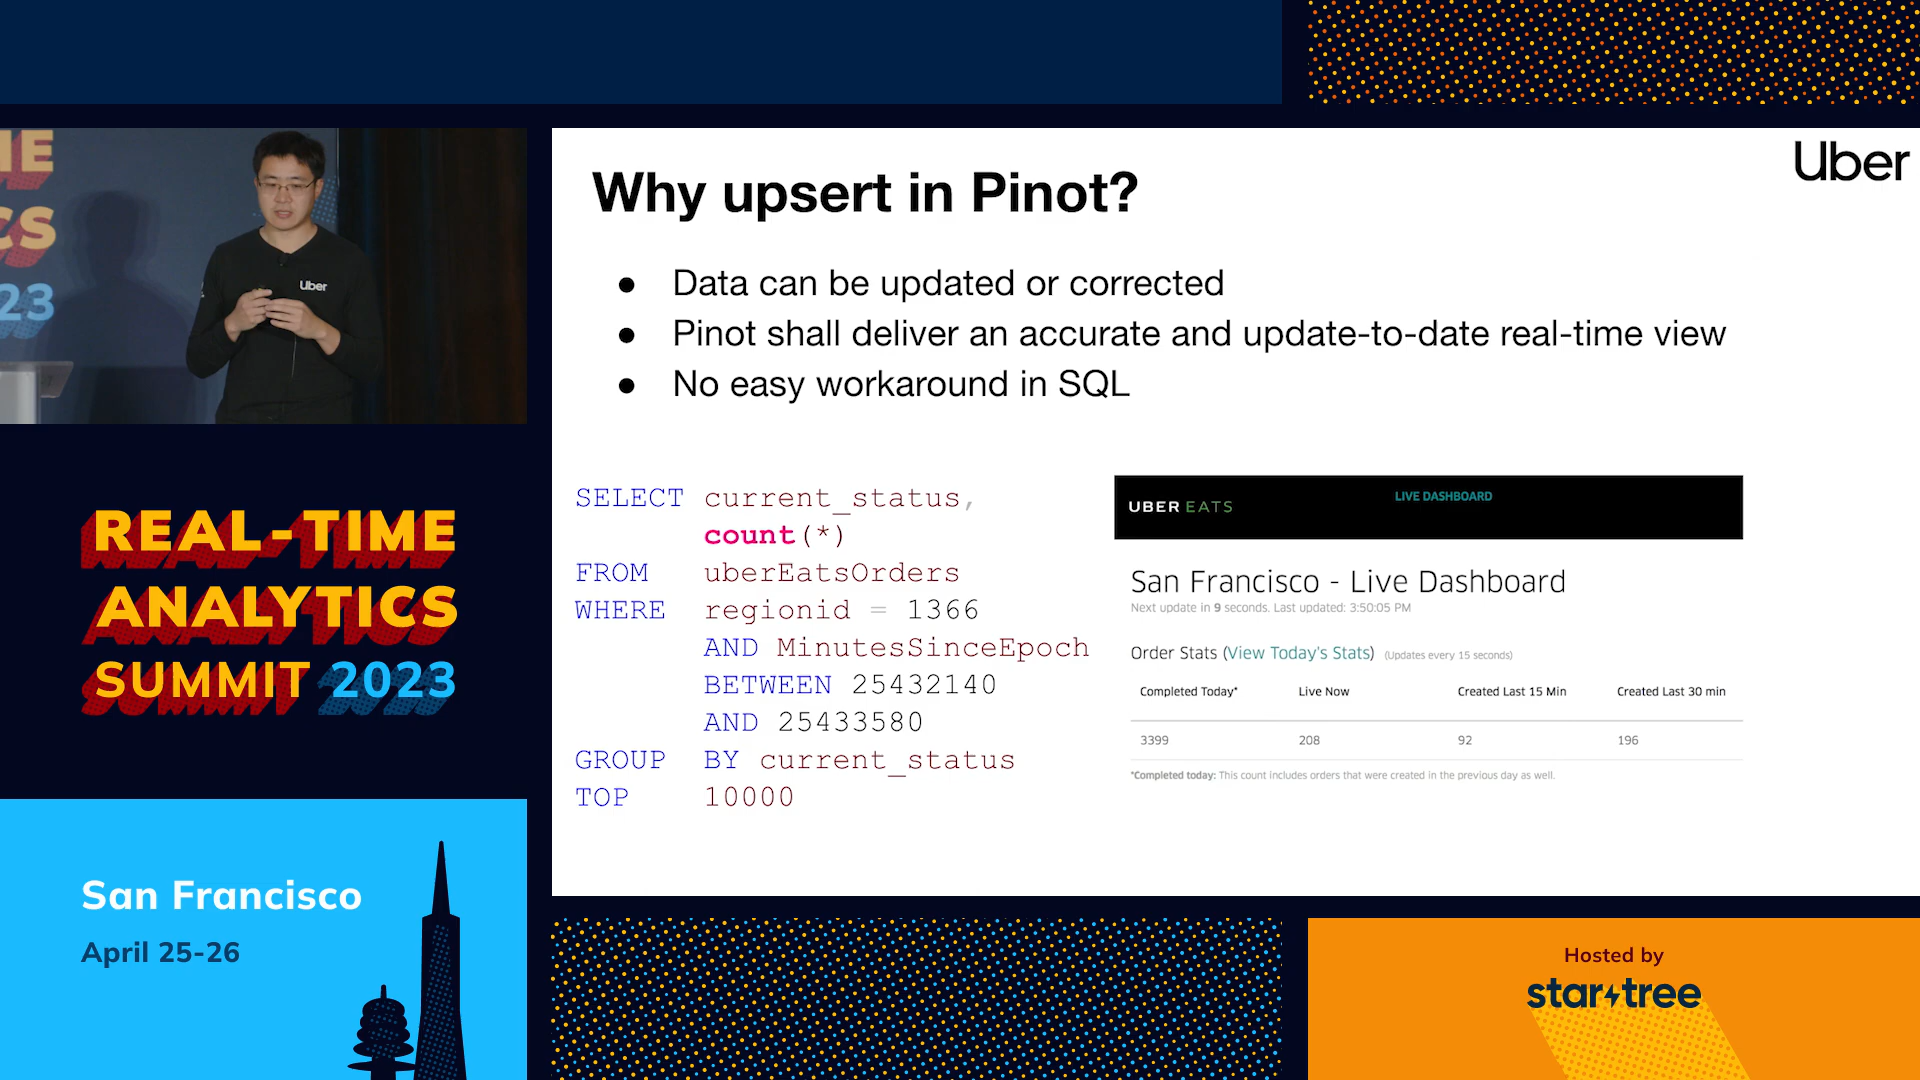 ME
CS
23
Uber
REAL-TIME
ANALYTICS
SUMMIT 2023
San Francisco
April 25-26
Uber
Why upsert in Pinot?
● Data can be updated or corrected
● Pinot shall deliver an accurate and update-to-date real-time view
● No easy workaround in SQL
SELECT current_status,
count(*)
FROM uberEatsOrders
WHERE regionid = 1366
AND MinutesSinceEpoch
BETWEEN 25432140
AND 25433580
GROUP BY current_status
TOP 10000
UBER EATS
LIVE DASHBOARD
San Francisco - Live Dashboard
Next update in 9 seconds. Last updated: 3:50:05 PM
Order Stats (View Today's Stats) (Updates every 15 seconds)
Completed Today* Live Now Created Last 15 Min Created Last 30 min
3399 208 92 196
*Completed today: This count includes orders that were created in the previous day as well.
Hosted by
startree